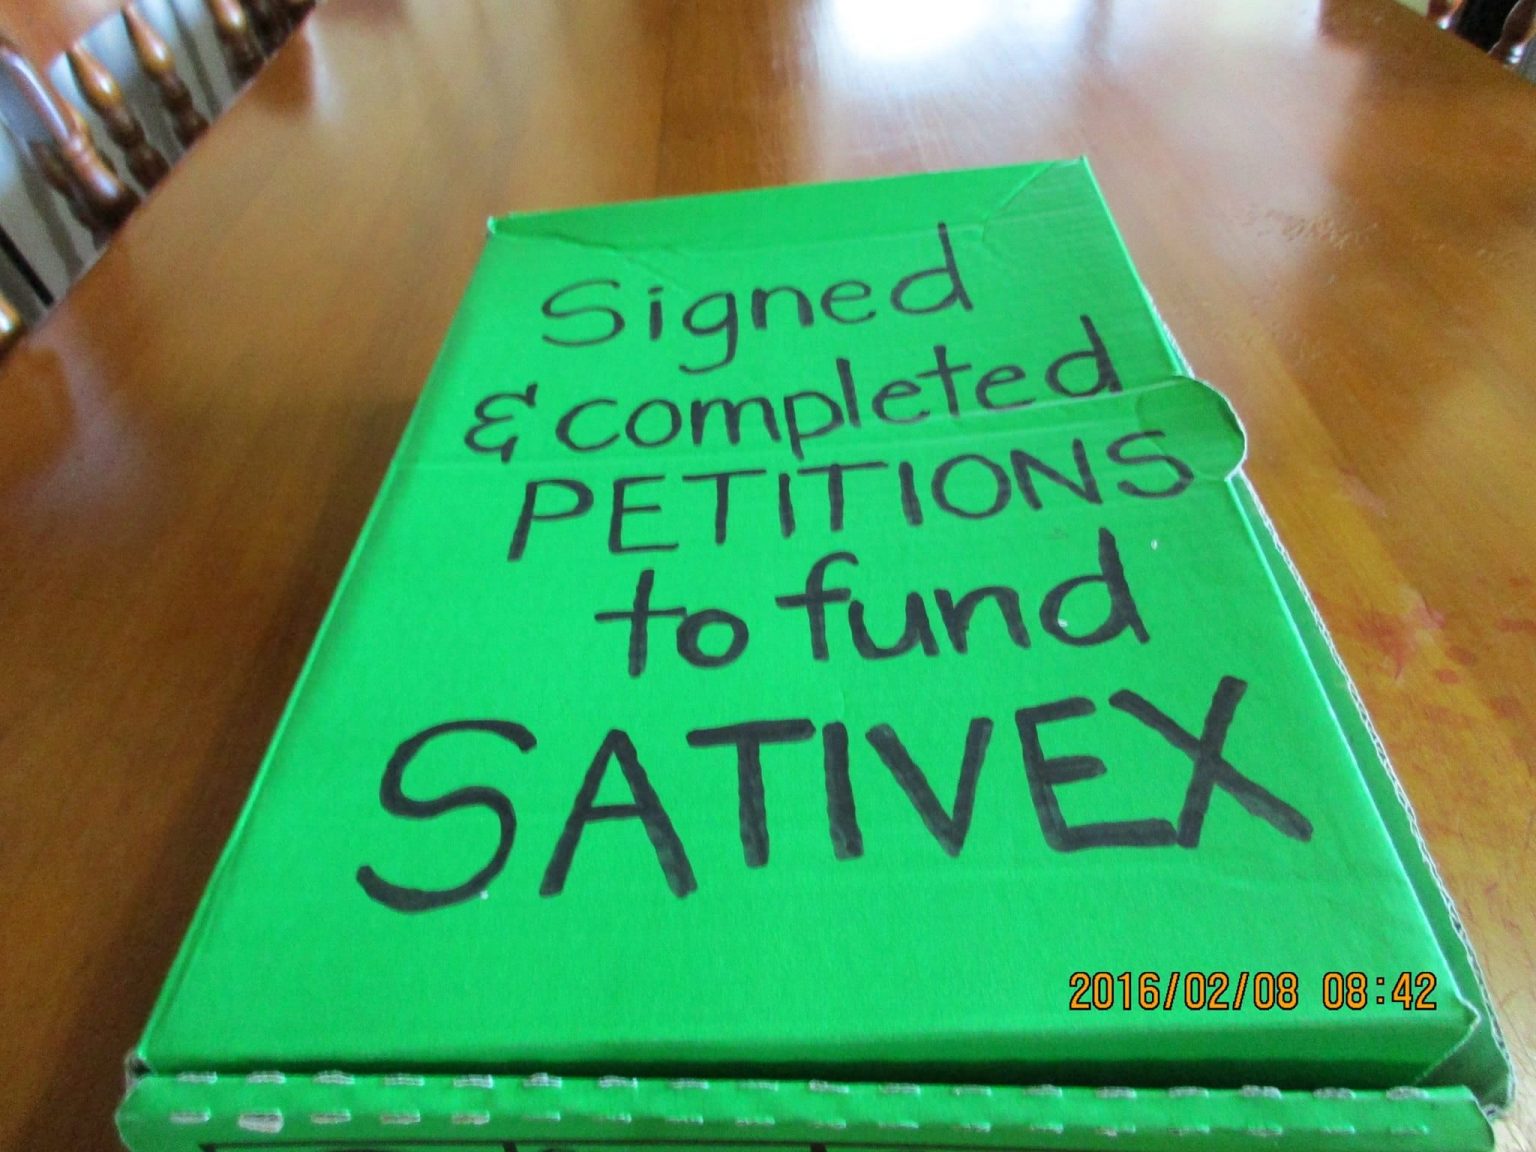 Signed
& completed
PETITIONS
to fund
SATIVEX
2016/02/08 08:42